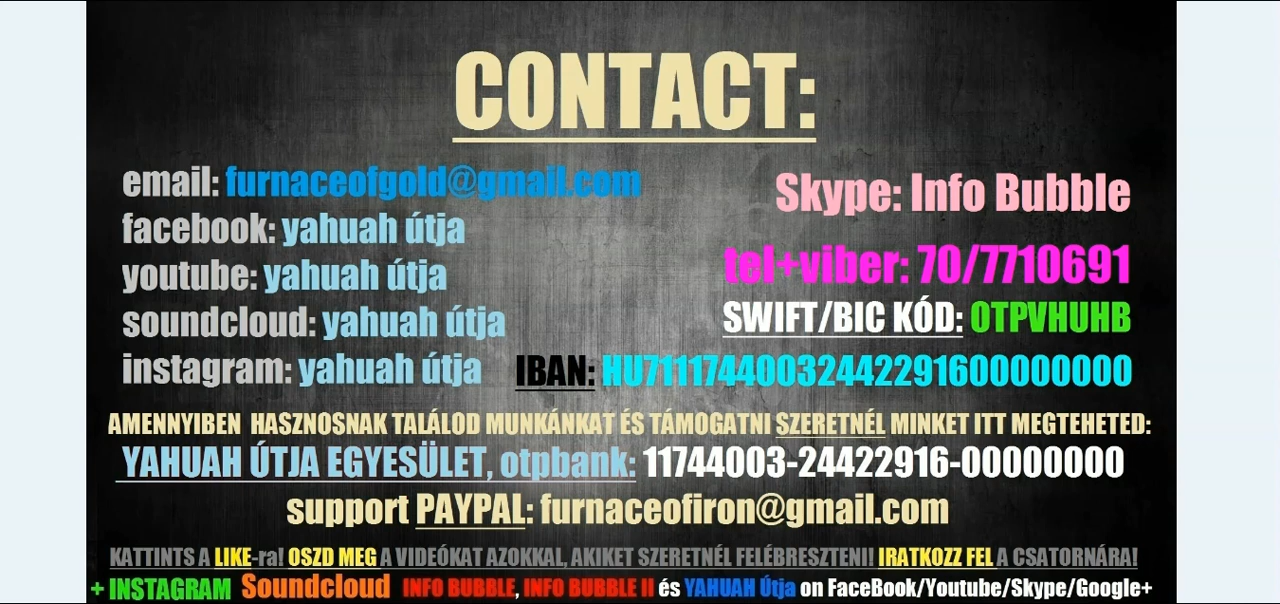 CONTACT:
email: furnaceofgold@gmail.com
facebook: yahuah útja
youtube: yahuah útja
soundcloud: yahuah útja
instagram: yahuah útja
Skype: Info Bubble
tel+viber: 70/7710691
SWIFT/BIC KÓD: OTPVHUHB
IBAN: HU71117440032442291600000000
AMENNYIBEN HASZNOSNAK TALÁLOD MUNKÁNKAT ÉS TÁMOGATNI SZERETNÉL MINKET ITT MEGTEHETED:
YAHUAH ÚTJA EGYESÜLET, otpbank: 11744003-24422916-00000000
support PAYPAL: furnaceofiron@gmail.com
KATTINTS A LIKE-ra! OSZD MEG A VIDEÓKAT AZOKKAL, AKIKET SZERETNÉL FELÉBRESZTENI! IRATKOZZ FEL A CSATORNÁRA!
+ INSTAGRAM Soundcloud INFO BUBBLE, INFO BUBBLE II és YAHUAH Útja on FaceBook/Youtube/Skype/Google+